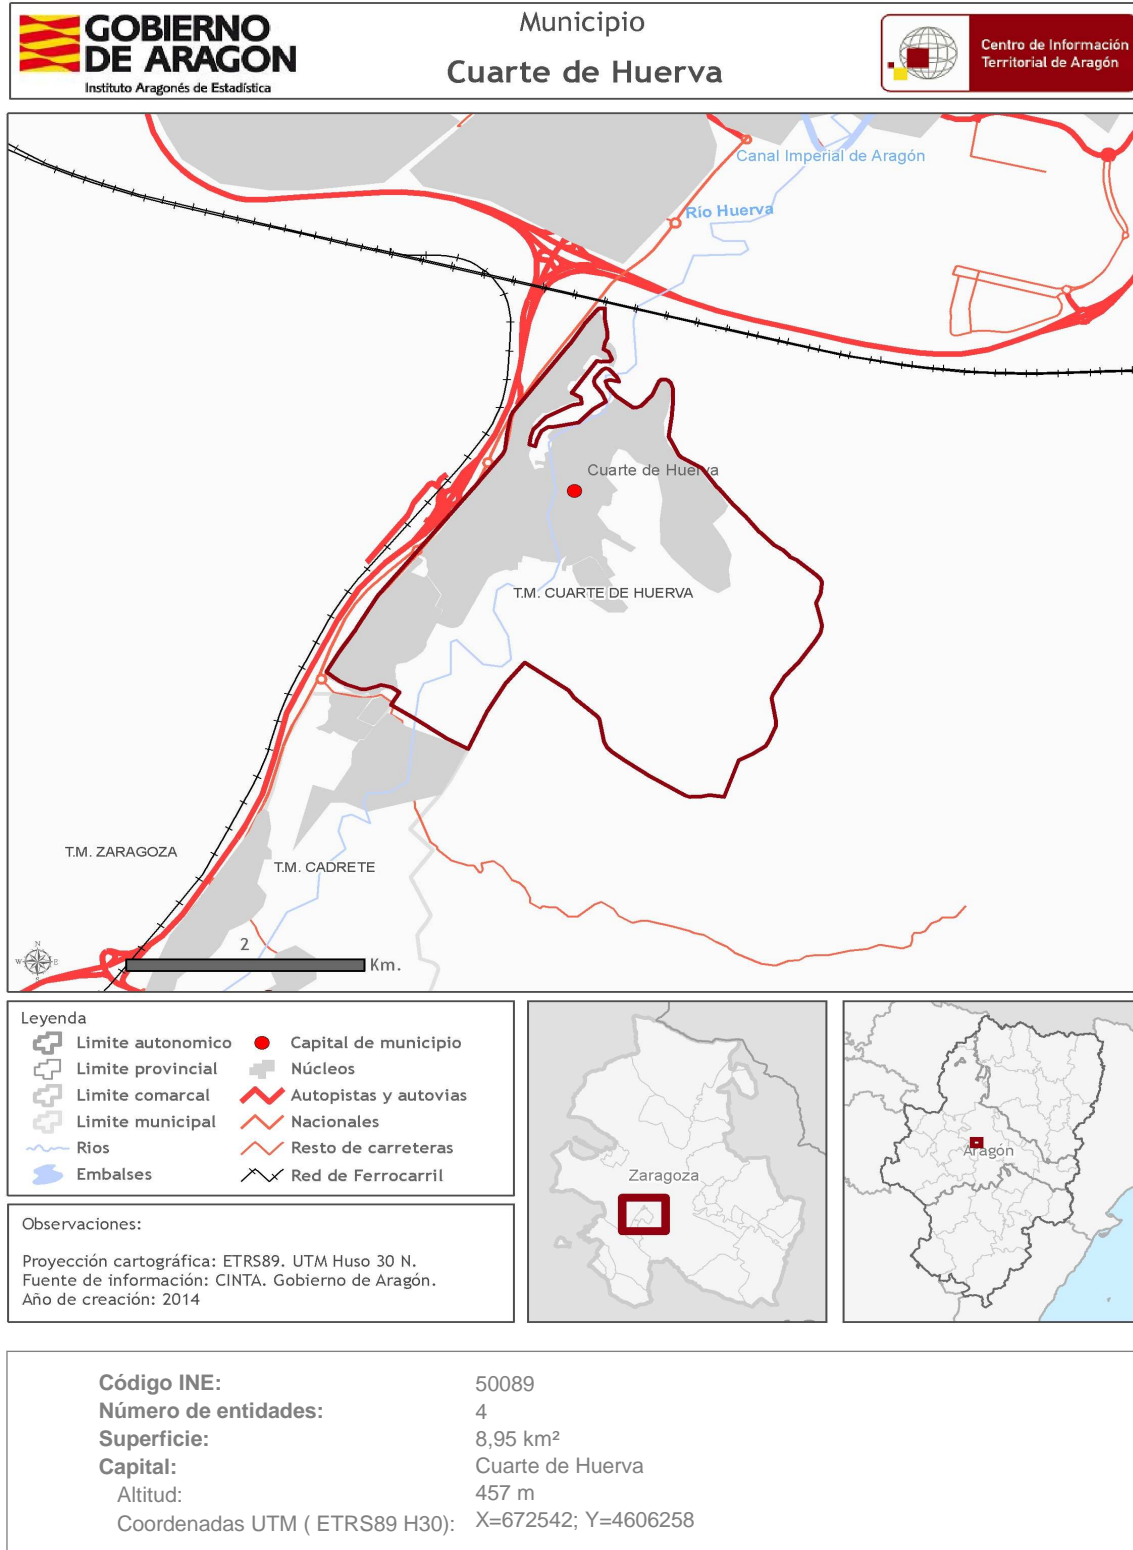 GOBIERNO
DE ARAGON
Instituto Aragonés de Estadística
Municipio
Cuarte de Huerva
Centro de Información
Territorial de Aragón
Canal Imperial de Aragón
Río Huerva
Cuarte de Huerva
T.M. CUARTE DE HUERVA
T.M. ZARAGOZA
T.M. CADRETE
N
W E
S
2
Km.
Leyenda
Limite autonomico
Capital de municipio
Limite provincial
Núcleos
Limite comarcal
Autopistas y autovias
Limite municipal
Nacionales
Rios
Resto de carreteras
Embalses
Red de Ferrocarril
Zaragoza
Aragón
Observaciones:
Proyección cartográfica: ETRS89. UTM Huso 30 N.
Fuente de información: CINTA. Gobierno de Aragón.
Año de creación: 2014
Código INE: 50089
Número de entidades: 4
Superficie: 8,95 km²
Capital: Cuarte de Huerva
Altitud: 457 m
Coordenadas UTM ( ETRS89 H30): X=672542; Y=4606258